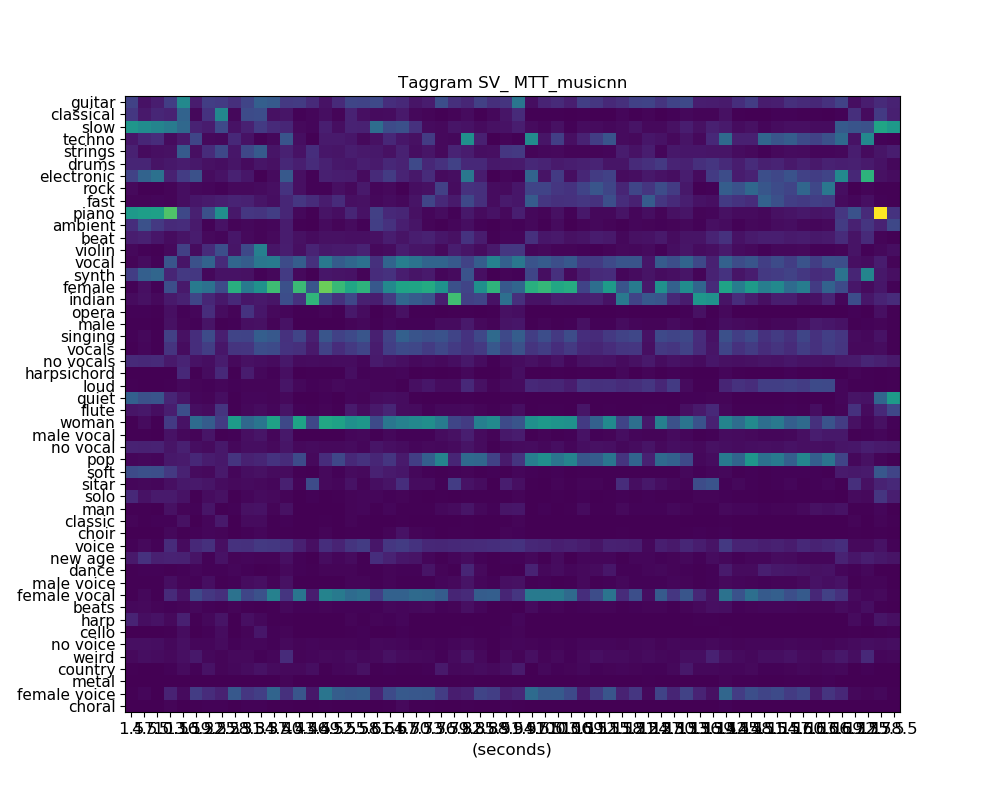 Taggram SV_ MTT_musicnn
guitar
classical
slow
techno
strings
drums
electronic
rock
fast
piano
ambient
beat
violin
vocal
synth
female
indian
opera
male
singing
vocals
no vocals
harpsichord
loud
quiet
flute
woman
male vocal
no vocal
pop
soft
sitar
solo
man
classic
choir
voice
new age
dance
male voice
female vocal
beats
harp
cello
no voice
weird
country
metal
female voice
choral
(seconds)